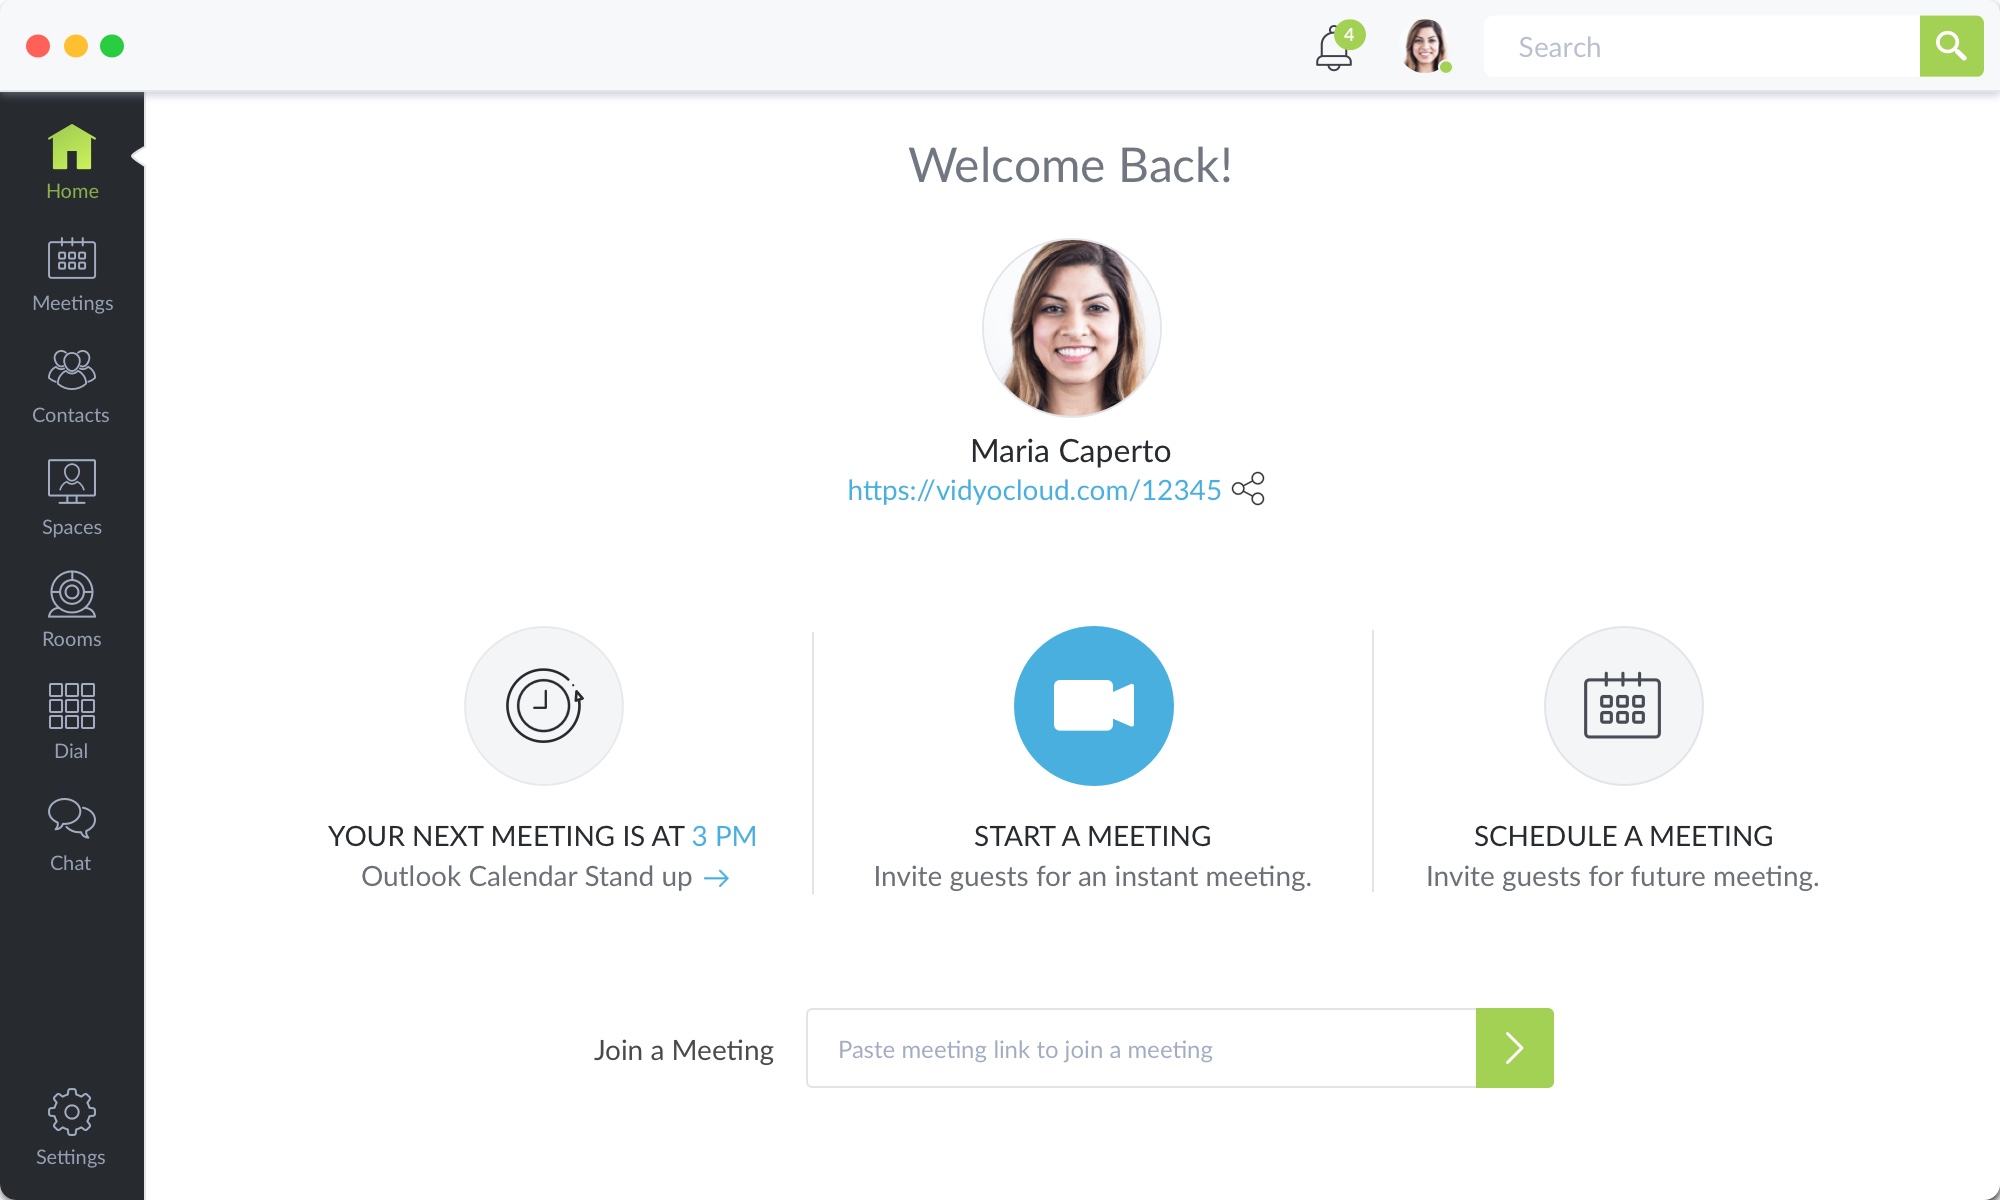 4
Search
Home
Meetings
Contacts
Spaces
Rooms
Dial
Chat
Settings
Welcome Back!
Maria Caperto
https://vidyocloud.com/12345
YOUR NEXT MEETING IS AT 3 PM
Outlook Calendar Stand up →
START A MEETING
Invite guests for an instant meeting.
SCHEDULE A MEETING
Invite guests for future meeting.
Join a Meeting
Paste meeting link to join a meeting